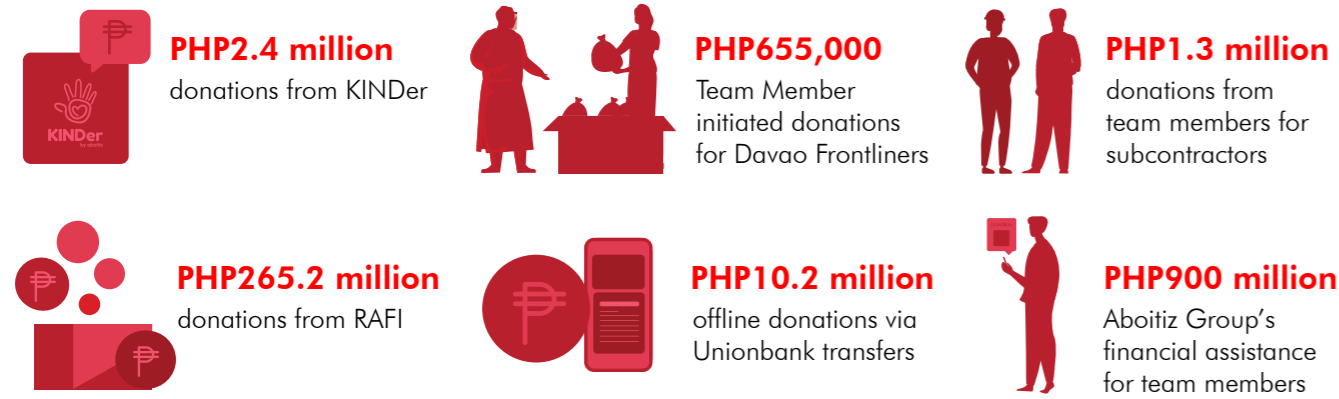 KINDer
by aboitiz
PHP2.4 million
donations from KINDer
PHP655,000
Team Member
initiated donations
for Davao Frontliners
PHP1.3 million
donations from
team members for
subcontractors
PHP265.2 million
donations from RAFI
PHP10.2 million
offline donations via
Unionbank transfers
PHP900 million
Aboitiz Group’s
financial assistance
for team members